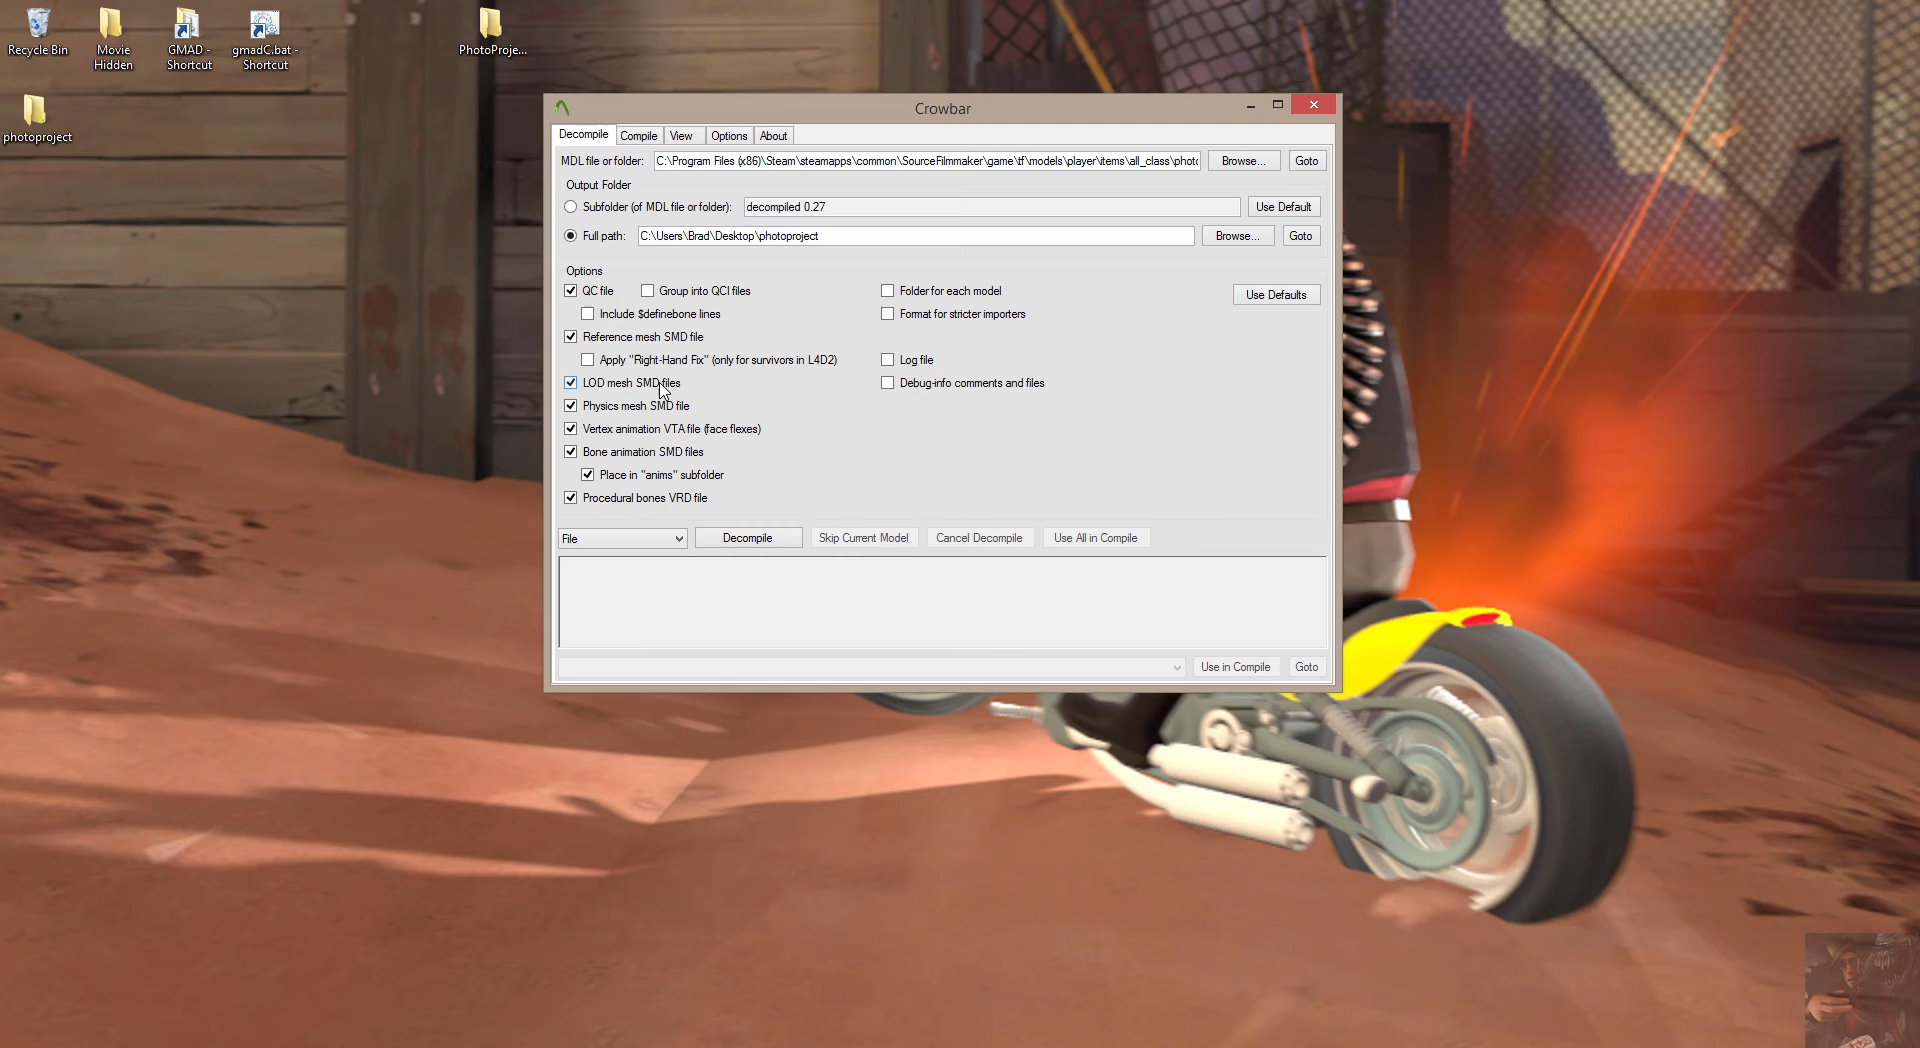 Recycle Bin
Movie
Hidden
GMAD -
Shortcut
gmadC.bat -
Shortcut
PhotoProje...
photoproject
Crowbar
Decompile
Compile
View
Options
About
MDL file or folder:
C:\Program Files (x86)\Steam\steamapps\common\SourceFilmmaker\game\tf\models\player\items\all_class\photo
Browse...
Goto
Output Folder
Subfolder (of MDL file or folder):
decompiled 0.27
Use Default
Full path:
C:\Users\Brad\Desktop\photoproject
Browse...
Goto
Options
QC file
Group into QCI files
Folder for each model
Use Defaults
Include $definebone lines
Format for stricter importers
Reference mesh SMD file
Apply "Right-Hand Fix" (only for survivors in L4D2)
Log file
LOD mesh SMD files
Debug-info comments and files
Physics mesh SMD file
Vertex animation VTA file (face flexes)
Bone animation SMD files
Place in "anims" subfolder
Procedural bones VRD file
File
Decompile
Skip Current Model
Cancel Decompile
Use All in Compile
Use in Compile
Goto